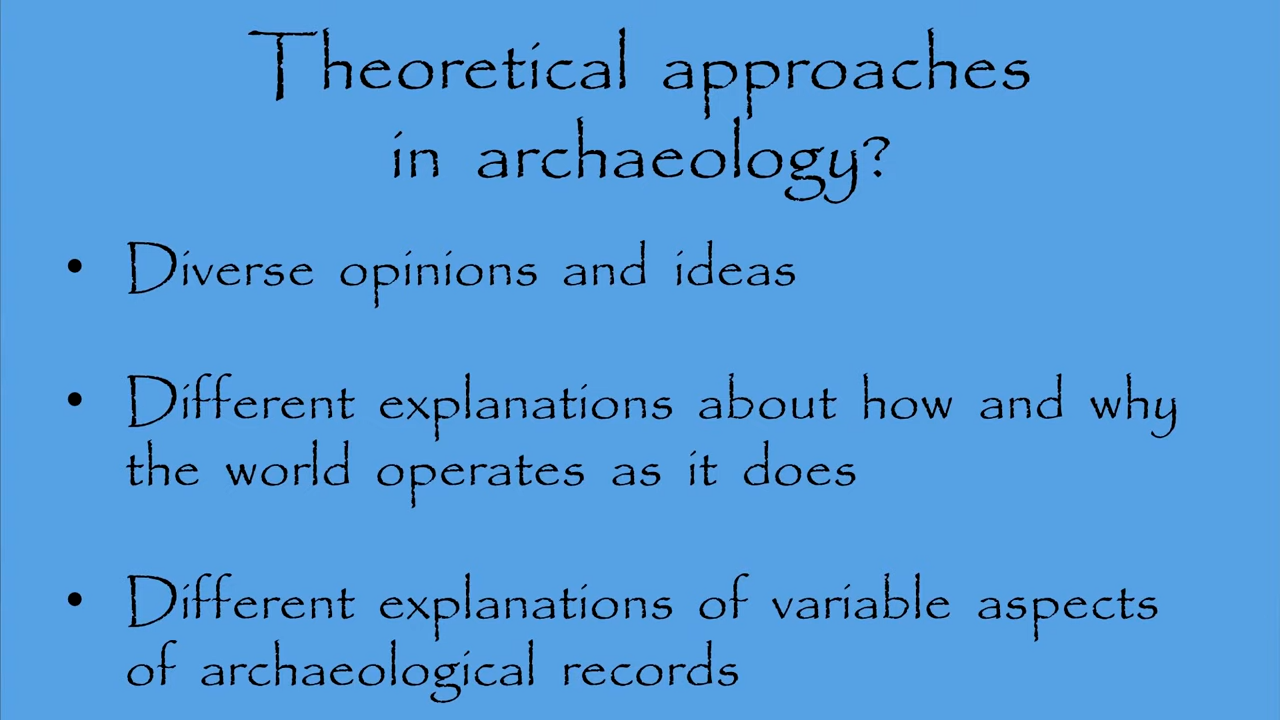 Theoretical approaches
in archaeology?
• Diverse opinions and ideas
• Different explanations about how and why
the world operates as it does
• Different explanations of variable aspects
of archaeological records